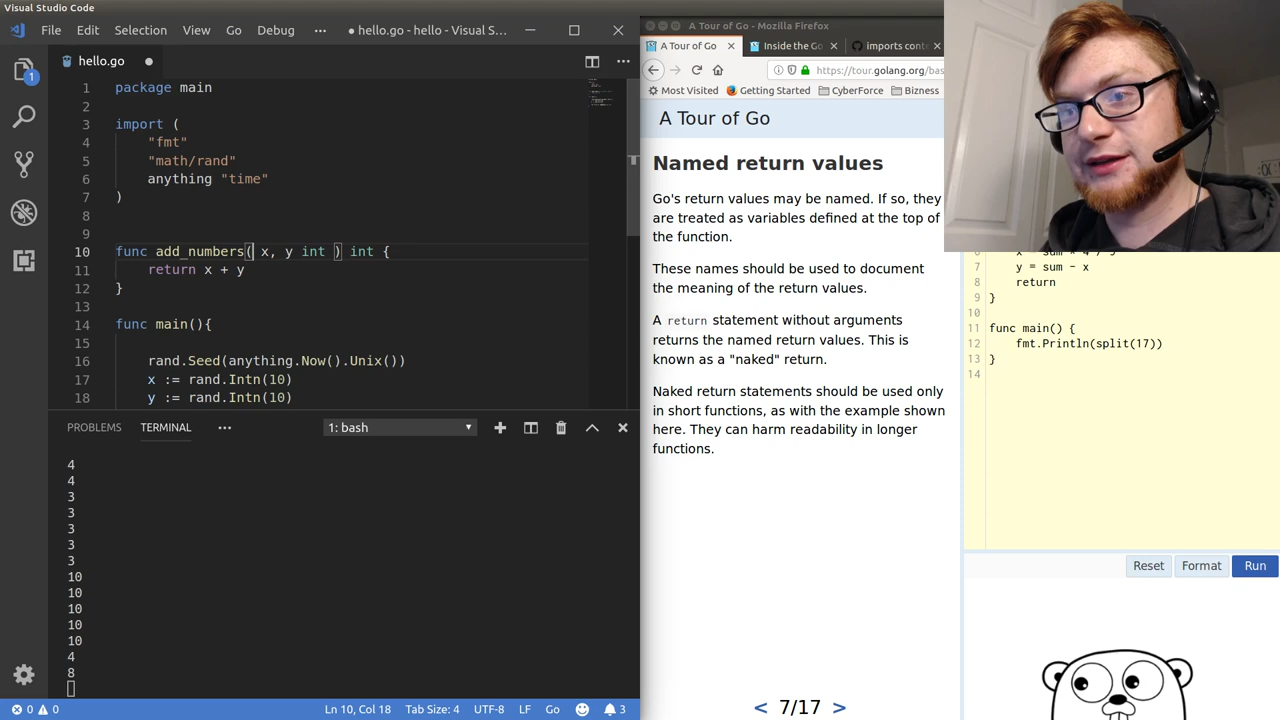 Visual Studio Code
File Edit Selection View Go Debug ··· ● hello.go - hello - Visual S...
hello.go ●
1 package main
2
3 import (
4 "fmt"
5 "math/rand"
6 anything "time"
7 )
8
9
10 func add_numbers( x, y int ) int {
11 return x + y
12 }
13
14 func main(){
15
16 rand.Seed(anything.Now().Unix())
17 x := rand.Intn(10)
18 y := rand.Intn(10)
PROBLEMS TERMINAL ··· 1: bash
4
4
3
3
3
3
3
10
10
10
10
10
4
8
0 0 Ln 10, Col 18 Tab Size: 4 UTF-8 LF Go 3
1
A Tour of Go - Mozilla Firefox
A Tour of Go Inside the Go imports cont
https://tour.golang.org/bas
Most Visited Getting Started CyberForce Bizness
A Tour of Go
Named return values
Go's return values may be named. If so, they
are treated as variables defined at the top of
the function.
These names should be used to document
the meaning of the return values.
A return statement without arguments
returns the named return values. This is
known as a "naked" return.
Naked return statements should be used only
in short functions, as with the example shown
here. They can harm readability in longer
functions.
< 7/17 >
7 y = sum - x
8 return
9 }
10
11 func main() {
12 fmt.Println(split(17))
13 }
14
Reset Format Run